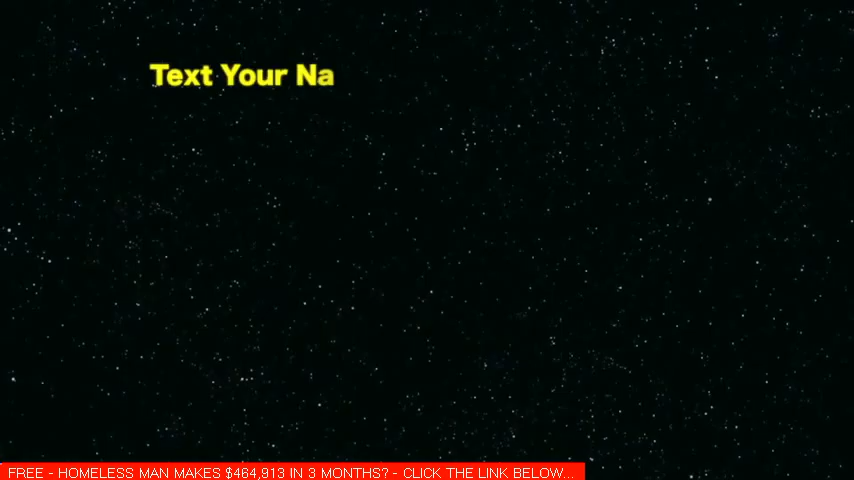 Text Your Na
FREE - HOMELESS MAN MAKES $464,913 IN 3 MONTHS? - CLICK THE LINK BELOW...